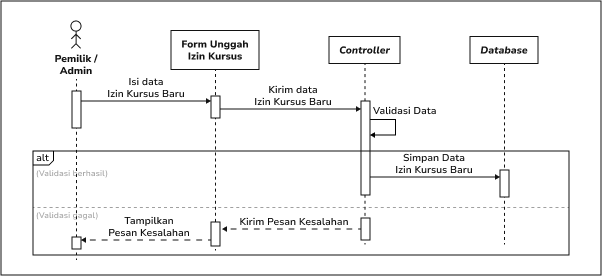 Pemilik /
Admin
Form Unggah
Izin Kursus
Controller
Database
Isi data
Izin Kursus Baru
Kirim data
Izin Kursus Baru
Validasi Data
alt
(Validasi berhasil)
Simpan Data
Izin Kursus Baru
(Validasi gagal)
Tampilkan
Pesan Kesalahan
Kirim Pesan Kesalahan